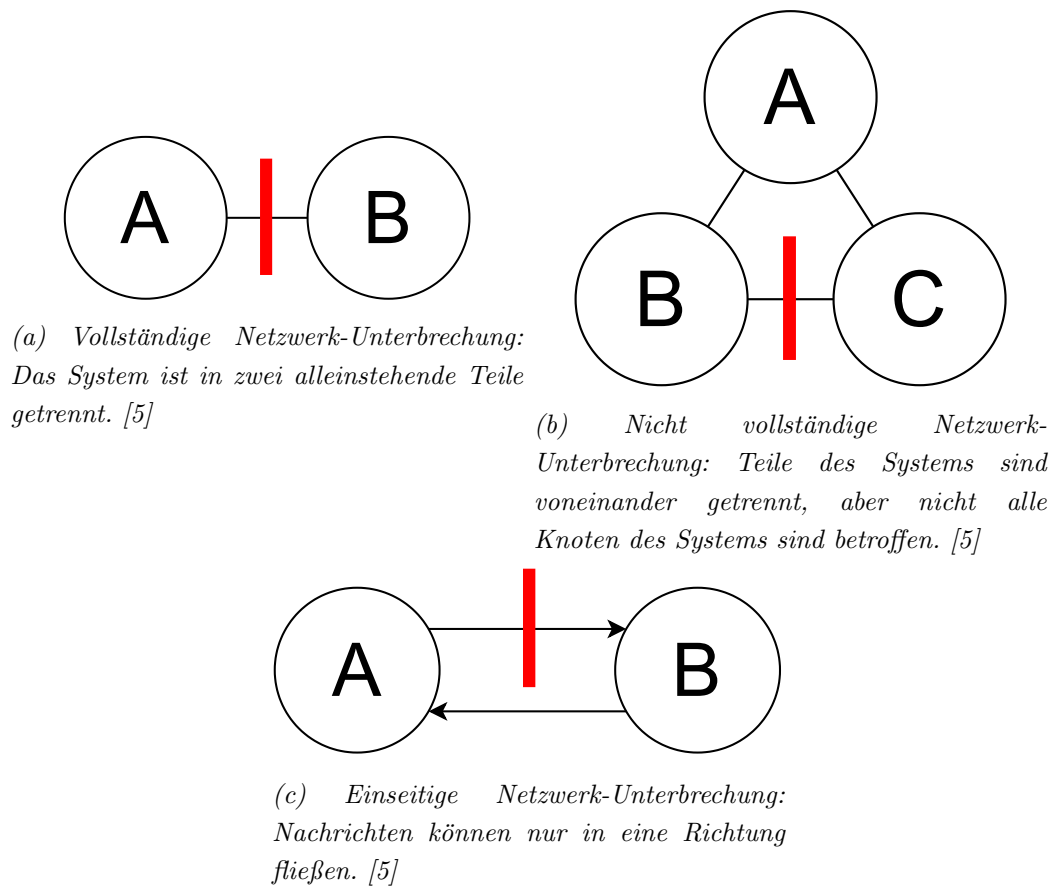 A
B
(a) Vollständige Netzwerk-Unterbrechung:
Das System ist in zwei alleinstehende Teile
getrennt. [5]
A
B
C
(b) Nicht vollständige Netzwerk-
Unterbrechung: Teile des Systems sind
voneinander getrennt, aber nicht alle
Knoten des Systems sind betroffen. [5]
A
B
(c) Einseitige Netzwerk-Unterbrechung:
Nachrichten können nur in eine Richtung
fließen. [5]